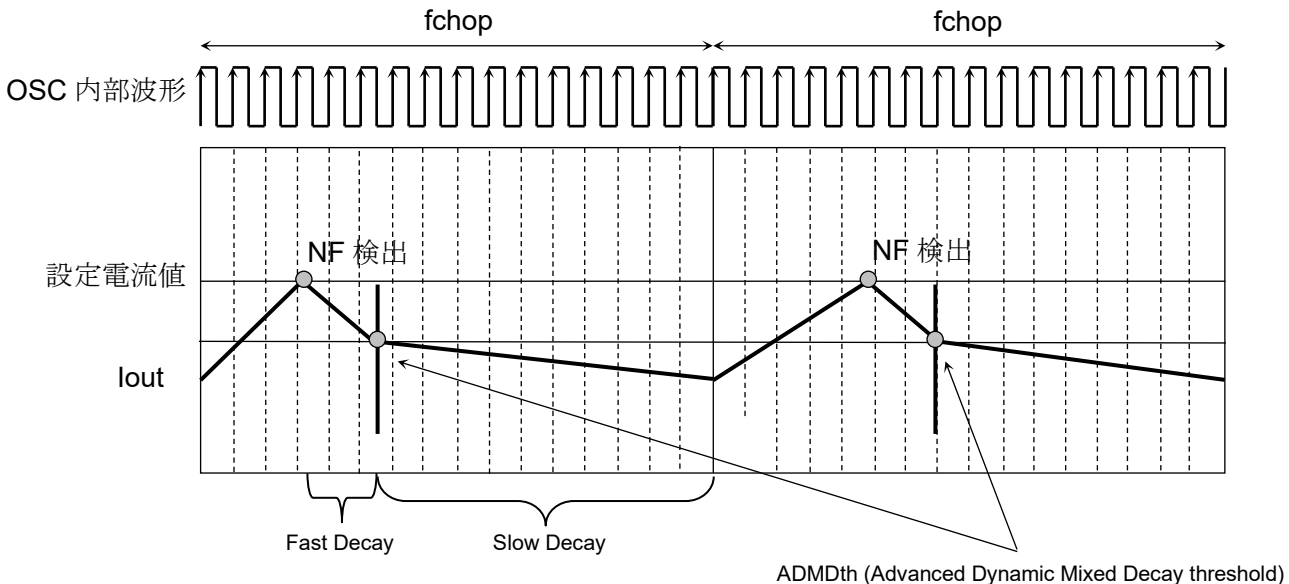 fchop
fchop
OSC 内部波形
NF 検出
NF 検出
設定電流値
Iout
Fast Decay
Slow Decay
ADMDth (Advanced Dynamic Mixed Decay threshold)